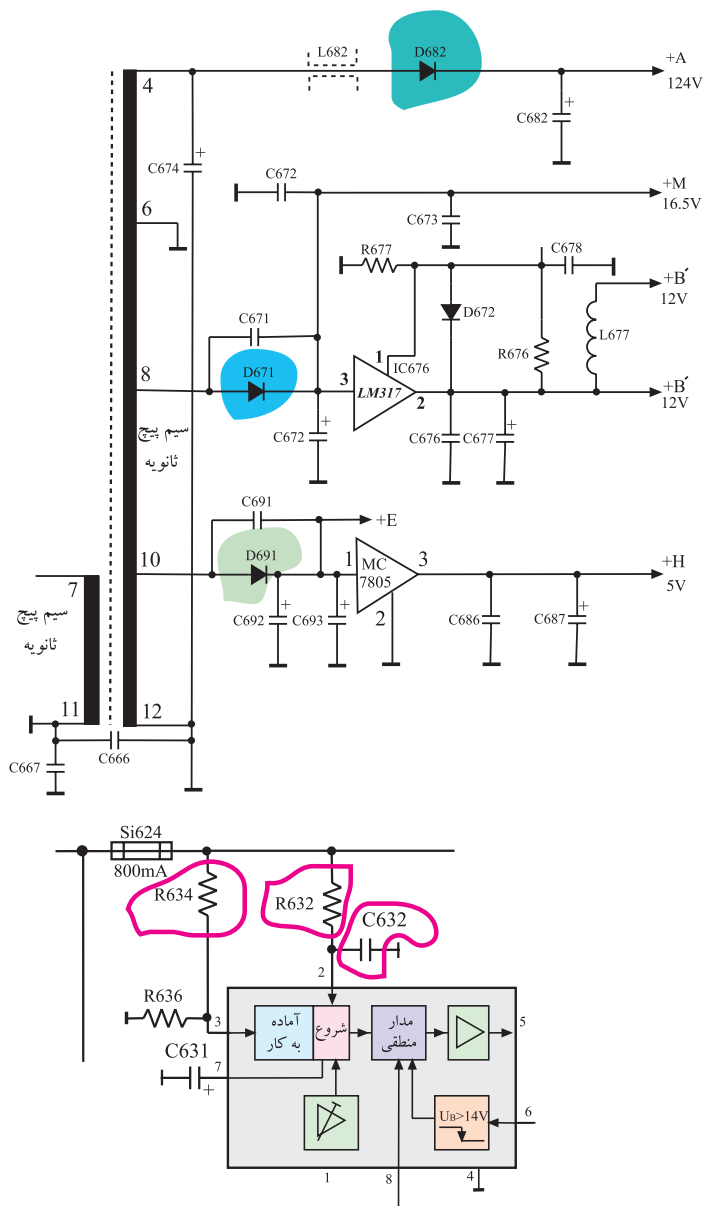 L682
D682
+A
124V
4
C674
+
C682
+
6
C672
+M
16.5V
C673
R677
C678
+B´
12V
D672
C671
L677
R676
8
D671
1
IC676
3
LM317
2
+B´
12V
سیم پیچ
ثانویه
C672
+
C676
C677
+
C691
+E
10
D691
1
MC
7805
3
+H
5V
2
C692
+
C693
+
C686
C687
+
7
سیم پیچ
ثانویه
11
12
C666
C667
Si624
800mA
R634
R632
C632
2
R636
3
آماده
به کار
شروع
مدار
منطقی
5
C631
7
+
UB>14V
6
1
8
4